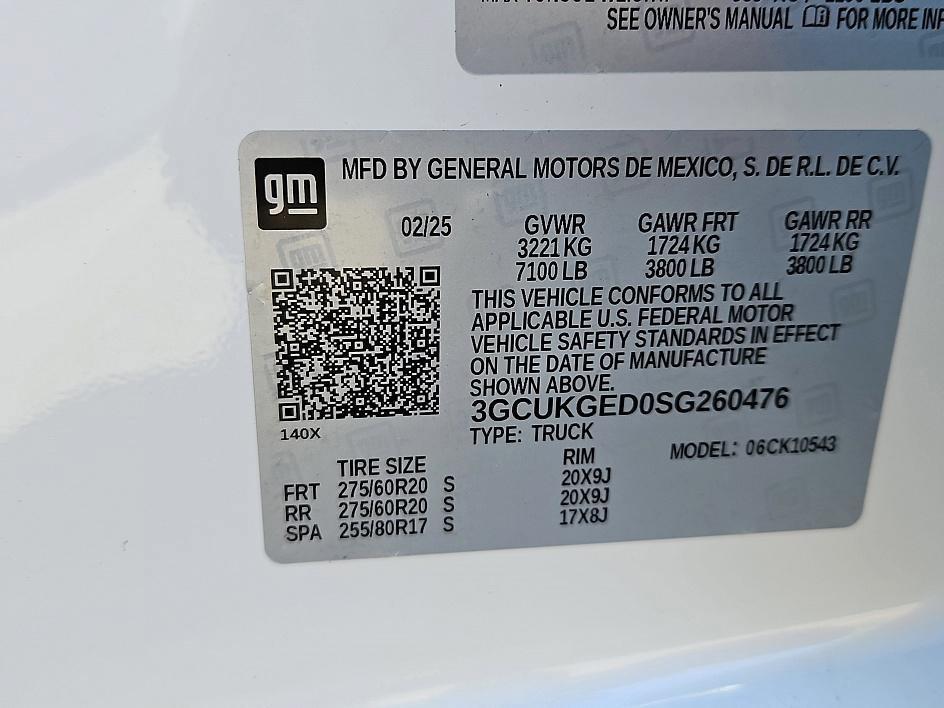 SEE OWNER'S MANUAL FOR MORE INF
gm
MFD BY GENERAL MOTORS DE MEXICO, S. DE R.L. DE C.V.
02/25 GVWR GAWR FRT GAWR RR
3221 KG 1724 KG 1724 KG
7100 LB 3800 LB 3800 LB
THIS VEHICLE CONFORMS TO ALL
APPLICABLE U.S. FEDERAL MOTOR
VEHICLE SAFETY STANDARDS IN EFFECT
ON THE DATE OF MANUFACTURE
SHOWN ABOVE.
3GCUKGED0SG260476
140X
TYPE: TRUCK MODEL: 06CK10543
TIRE SIZE RIM
FRT 275/60R20 S 20X9J
RR 275/60R20 S 20X9J
SPA 255/80R17 S 17X8J